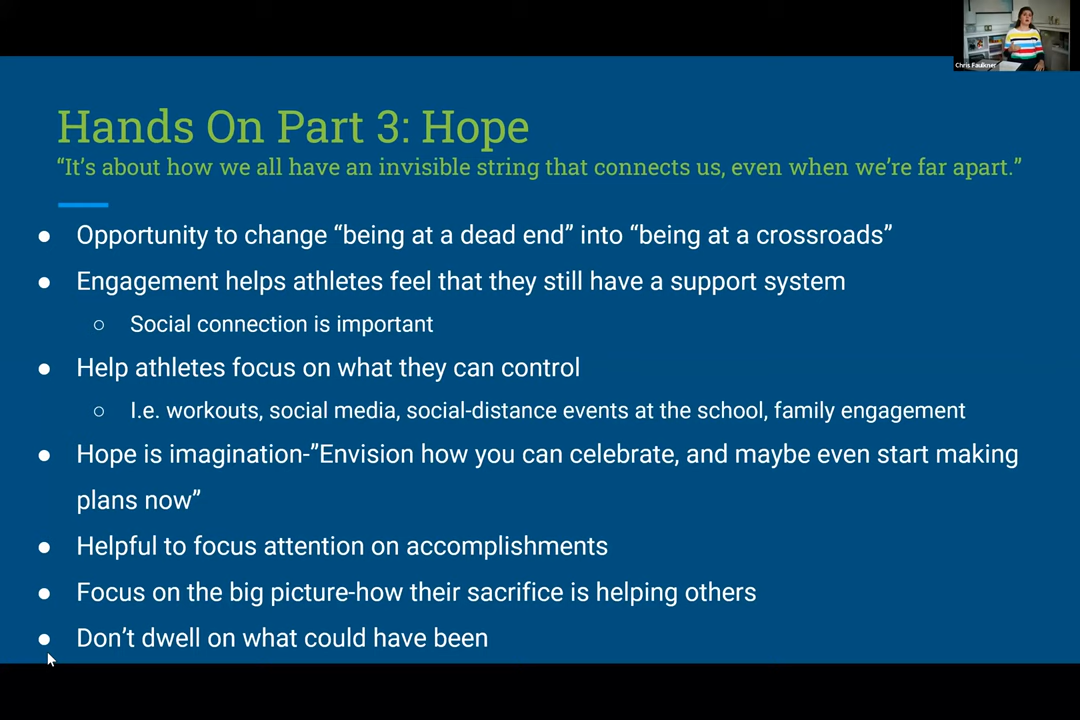 Chris Faulkner
Hands On Part 3: Hope
“It’s about how we all have an invisible string that connects us, even when we’re far apart.”
● Opportunity to change “being at a dead end” into “being at a crossroads”
● Engagement helps athletes feel that they still have a support system
○ Social connection is important
● Help athletes focus on what they can control
○ I.e. workouts, social media, social-distance events at the school, family engagement
● Hope is imagination-”Envision how you can celebrate, and maybe even start making
plans now”
● Helpful to focus attention on accomplishments
● Focus on the big picture-how their sacrifice is helping others
● Don’t dwell on what could have been